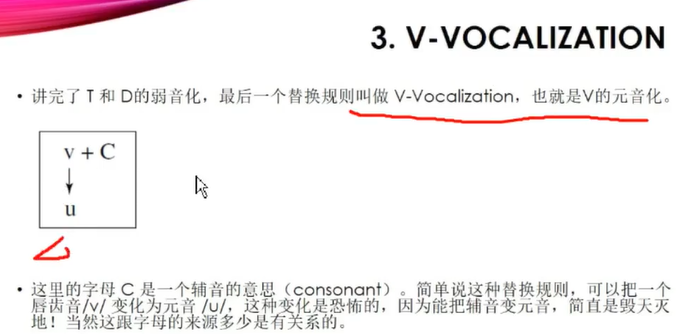 3. V-VOCALIZATION
• 讲完了 T 和 D的弱音化，最后一个替换规则叫做 V-Vocalization，也就是V的元音化。
v + C
↓
u
• 这里的字母 C 是一个辅音的意思（consonant）。简单说这种替换规则，可以把一个
唇齿音/v/ 变化为元音 /u/，这种变化是恐怖的，因为能把辅音变元音，简直是毁天灭
地！当然这跟字母的来源多少是有关系的。